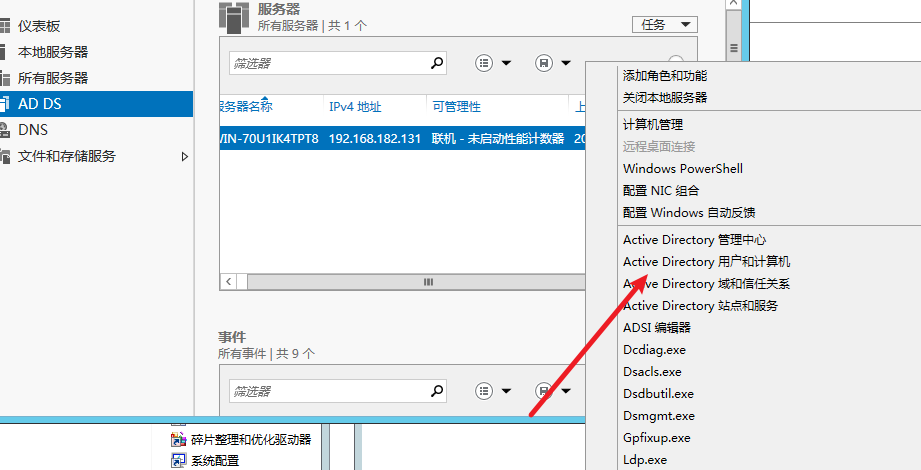 仪表板
本地服务器
所有服务器
AD DS
DNS
文件和存储服务
服务器
所有服务器 | 共 1 个
任务
筛选器
服务器名称 IPv4 地址 可管理性 上
WIN-70U1IK4TPT8 192.168.182.131 联机 - 未启动性能计数器 20
事件
所有事件 | 共 9 个
筛选器
添加角色和功能
关闭本地服务器
计算机管理
远程桌面连接
Windows PowerShell
配置 NIC 组合
配置 Windows 自动反馈
Active Directory 管理中心
Active Directory 用户和计算机
Active Directory 域和信任关系
Active Directory 站点和服务
ADSI 编辑器
Dcdiag.exe
Dsacls.exe
Dsdbutil.exe
Dsmgmt.exe
Gpfixup.exe
Ldp.exe
碎片整理和优化驱动器
系统配置